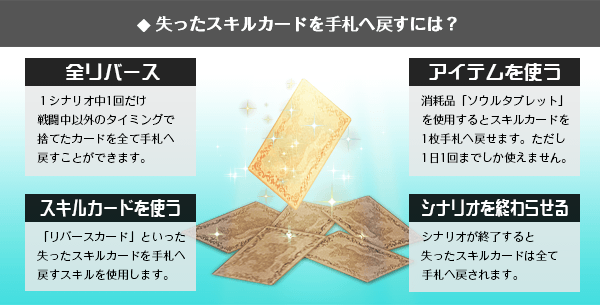 ◆ 失ったスキルカードを手札へ戻すには？
全リバース
１シナリオ中1回だけ
戦闘中以外のタイミングで
捨てたカードを全て手札へ
戻すことができます。
アイテムを使う
消耗品「ソウルタブレット」
を使用するとスキルカードを
1枚手札へ戻せます。ただし
1日1回までしか使えません。
スキルカードを使う
「リバースカード」といった
失ったスキルカードを手札へ
戻すスキルを使用します。
シナリオを終わらせる
シナリオが終了すると
失ったスキルカードは全て
手札へ戻されます。